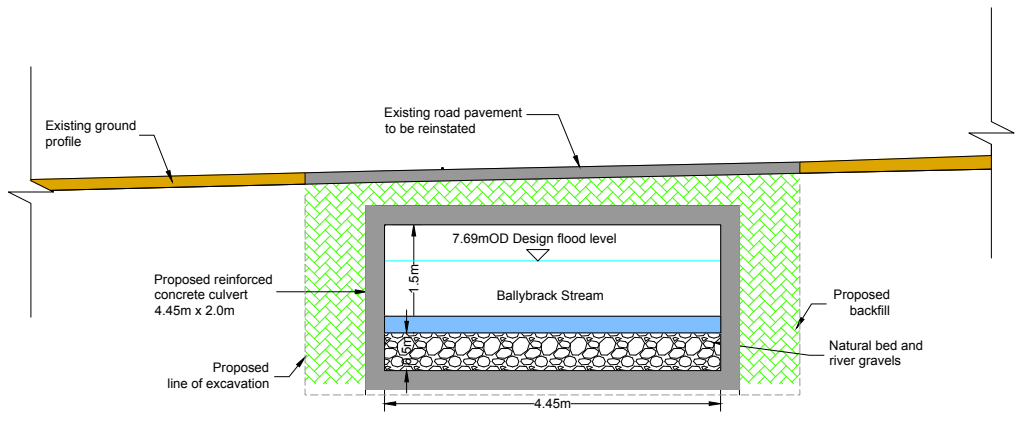 Existing road pavement
to be reinstated
Existing ground
profile
7.69mOD Design flood level
1.5m
Ballybrack Stream
Proposed reinforced
concrete culvert
4.45m x 2.0m
Proposed
backfill
Natural bed and
river gravels
Proposed
line of excavation
4.45m